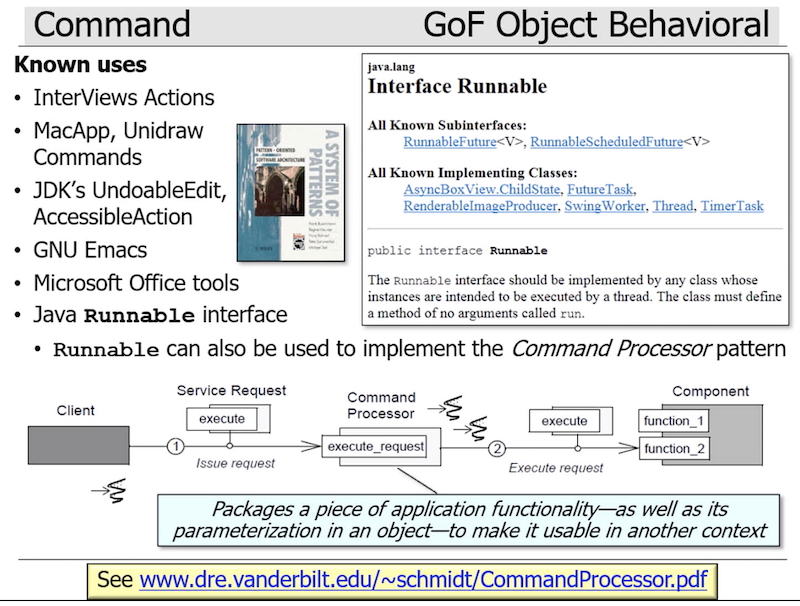 Command
GoF Object Behavioral
Known uses
• InterViews Actions
• MacApp, Unidraw
Commands
• JDK's UndoableEdit,
AccessibleAction
• GNU Emacs
• Microsoft Office tools
• Java Runnable interface
• Runnable can also be used to implement the Command Processor pattern
PATTERN-ORIENTED
SOFTWARE ARCHITECTURE
A SYSTEM OF
PATTERNS
java.lang
Interface Runnable
All Known Subinterfaces:
RunnableFuture<V>, RunnableScheduledFuture<V>
All Known Implementing Classes:
AsyncBoxView.ChildState, FutureTask,
RenderableImageProducer, SwingWorker, Thread, TimerTask
public interface Runnable
The Runnable interface should be implemented by any class whose
instances are intended to be executed by a thread. The class must define
a method of no arguments called run.
Client
Service Request
execute
1
Issue request
Command
Processor
execute_request
2
execute
Execute request
Component
function_1
function_2
Packages a piece of application functionality—as well as its
parameterization in an object—to make it usable in another context
See www.dre.vanderbilt.edu/~schmidt/CommandProcessor.pdf